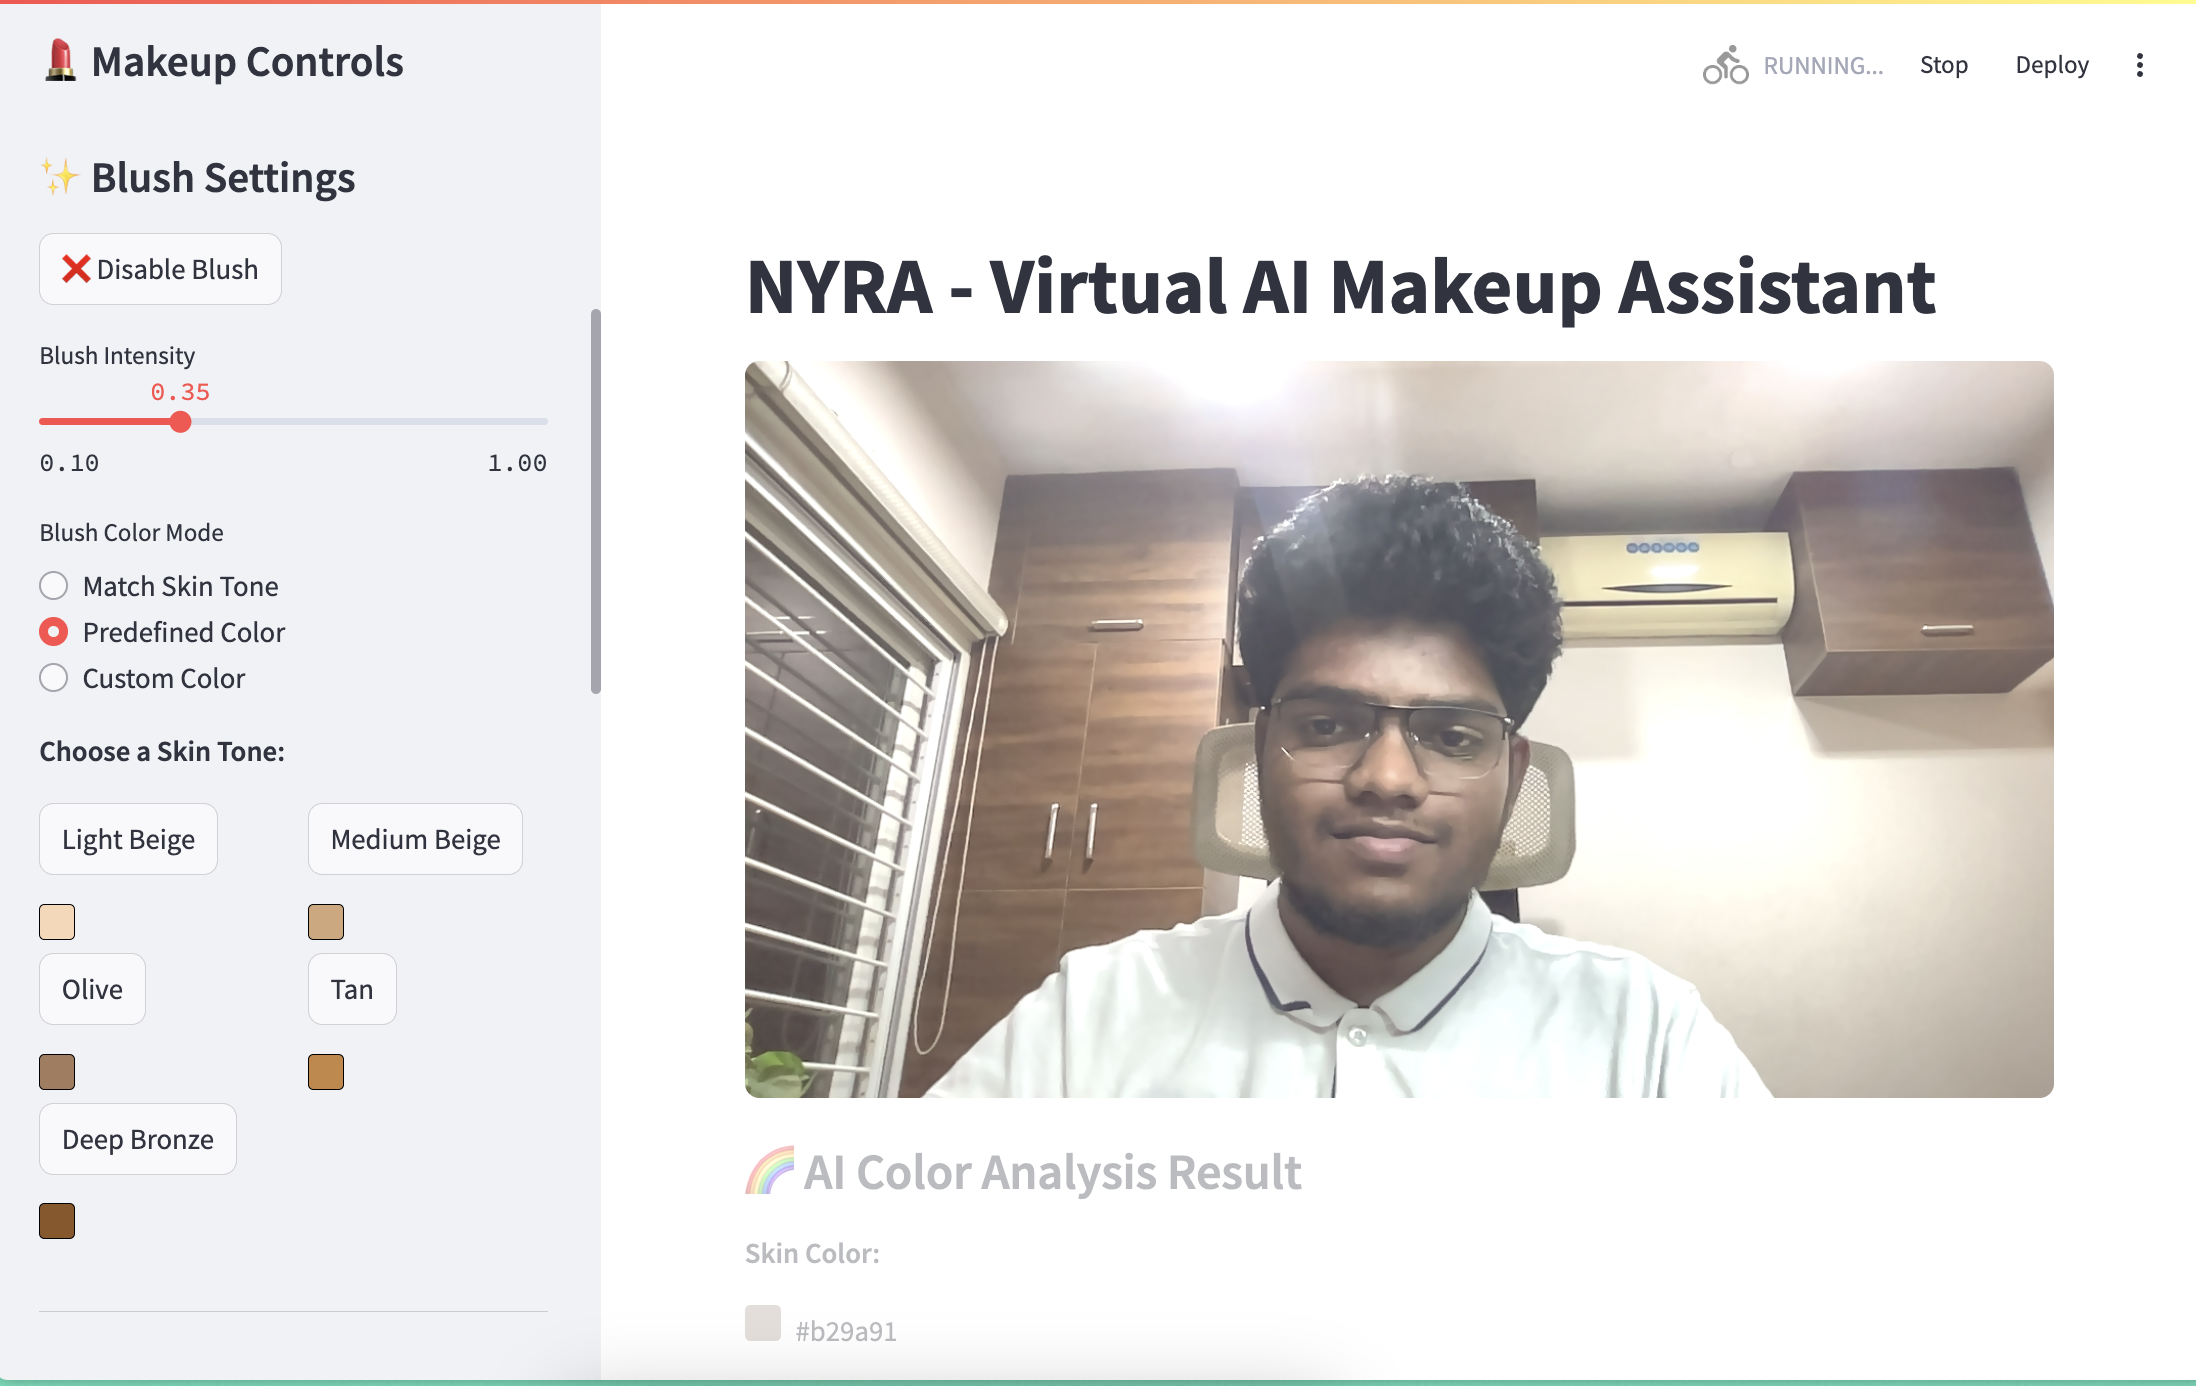 Makeup Controls
Blush Settings
Disable Blush
Blush Intensity
0.35
0.10 1.00
Blush Color Mode
Match Skin Tone
Predefined Color
Custom Color
Choose a Skin Tone:
Light Beige Medium Beige
Olive Tan
Deep Bronze
RUNNING... Stop Deploy
NYRA - Virtual AI Makeup Assistant
AI Color Analysis Result
Skin Color:
#b29a91